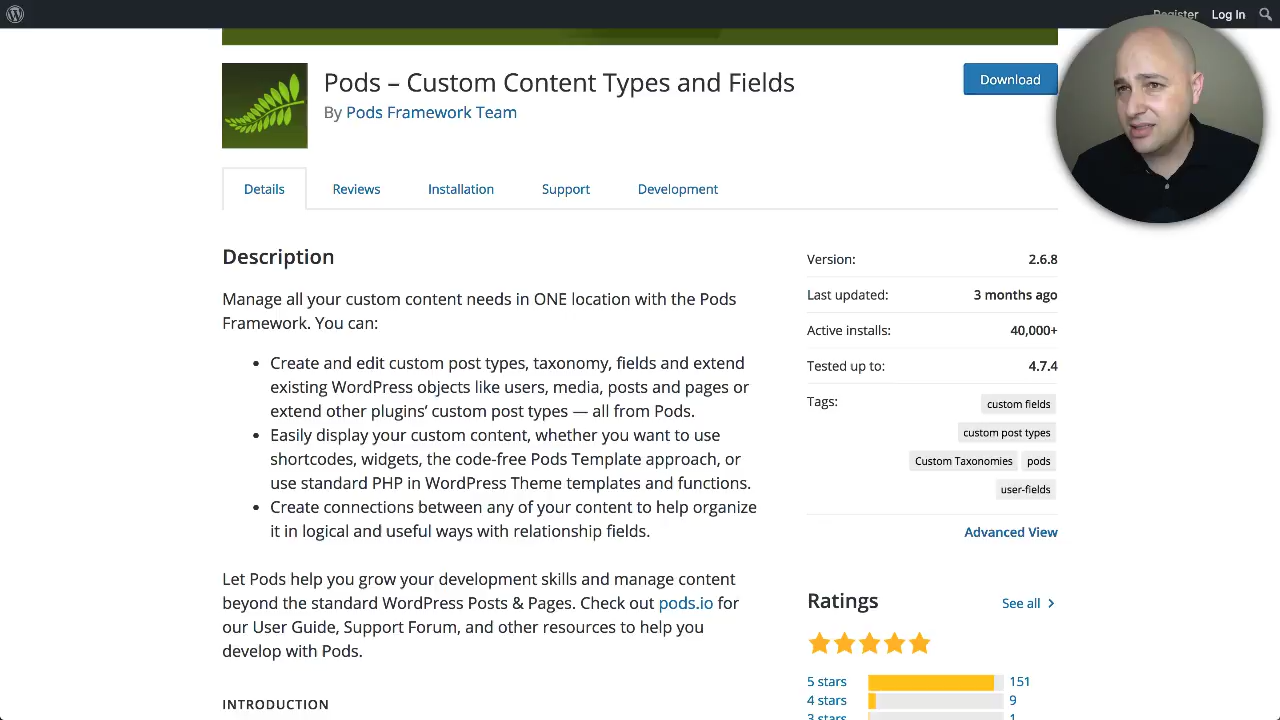 Register
Log In
Pods – Custom Content Types and Fields
Download
By Pods Framework Team
Details
Reviews
Installation
Support
Development
Description
Manage all your custom content needs in ONE location with the Pods
Framework. You can:
• Create and edit custom post types, taxonomy, fields and extend
existing WordPress objects like users, media, posts and pages or
extend other plugins’ custom post types — all from Pods.
• Easily display your custom content, whether you want to use
shortcodes, widgets, the code-free Pods Template approach, or
use standard PHP in WordPress Theme templates and functions.
• Create connections between any of your content to help organize
it in logical and useful ways with relationship fields.
Let Pods help you grow your development skills and manage content
beyond the standard WordPress Posts & Pages. Check out pods.io for
our User Guide, Support Forum, and other resources to help you
develop with Pods.
INTRODUCTION
Version: 2.6.8
Last updated: 3 months ago
Active installs: 40,000+
Tested up to: 4.7.4
Tags: custom fields
custom post types
Custom Taxonomies pods
user-fields
Advanced View
Ratings
See all
5 stars 151
4 stars 9
3 stars 1